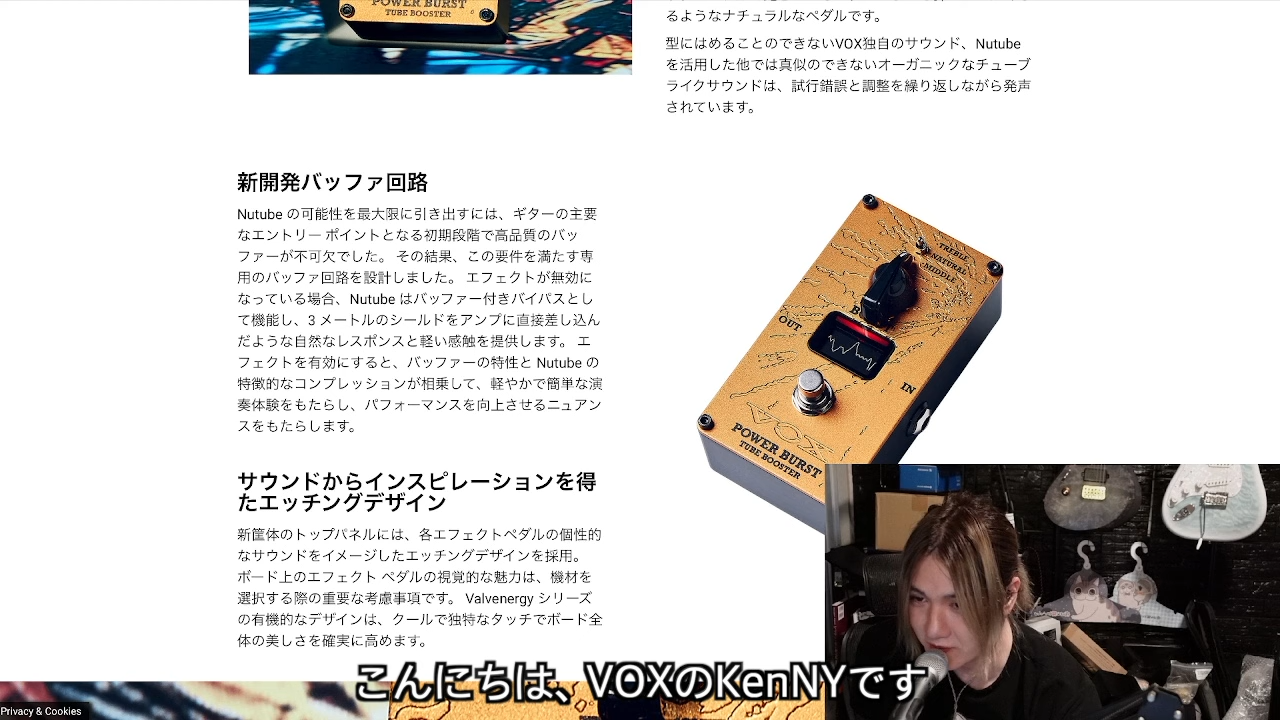 POWER BURST
TUBE BOOSTER
るようなナチュラルなペダルです。
型にはめることのできないVOX独自のサウンド、Nutube
を活用した他では真似のできないオーガニックなチューブ
ライクサウンドは、試行錯誤と調整を繰り返しながら発声
されています。
新開発バッファ回路
Nutube の可能性を最大限に引き出すには、ギターの主要
なエントリー ポイントとなる初期段階で高品質のバッ
ファーが不可欠でした。 その結果、この要件を満たす専
用のバッファ回路を設計しました。 エフェクトが無効に
なっている場合、Nutube はバッファー付きバイパスとし
て機能し、3 メートルのシールドをアンプに直接差し込ん
だような自然なレスポンスと軽い感触を提供します。 エ
フェクトを有効にすると、バッファーの特性と Nutube の
特徴的なコンプレッションが相乗して、軽やかで簡単な演
奏体験をもたらし、パフォーマンスを向上させるニュアン
スをもたらします。
サウンドからインスピレーションを得
たエッチングデザイン
新筐体のトップパネルには、各エフェクトペダルの個性的
なサウンドをイメージしたエッチングデザインを採用。
ボード上のエフェクト ペダルの視覚的な魅力は、機材を
選択する際の重要な考慮事項です。 Valvenergy シリーズ
の有機的なデザインは、クールで独特なタッチでボード全
体の美しさを確実に高めます。
TREBLE
NATURAL
MIDDLE
OUT
IN
VOX
POWER BURST
TUBE BOOSTER
こんにちは、VOXのKenNYです
Privacy & Cookies